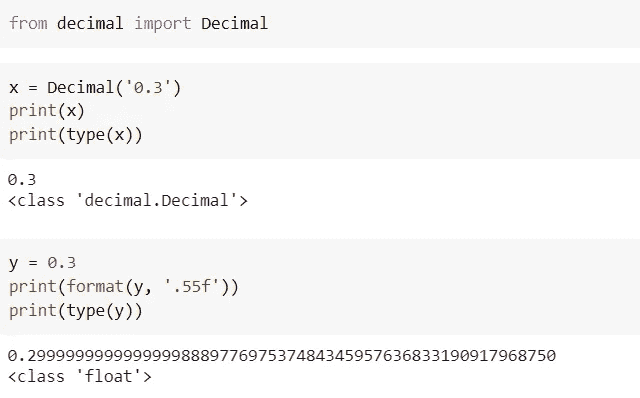 from decimal import Decimal
x = Decimal('0.3')
print(x)
print(type(x))
0.3
<class 'decimal.Decimal'>
y = 0.3
print(format(y, '.55f'))
print(type(y))
0.2999999999999999888977697537484345957636833190917968750
<class 'float'>